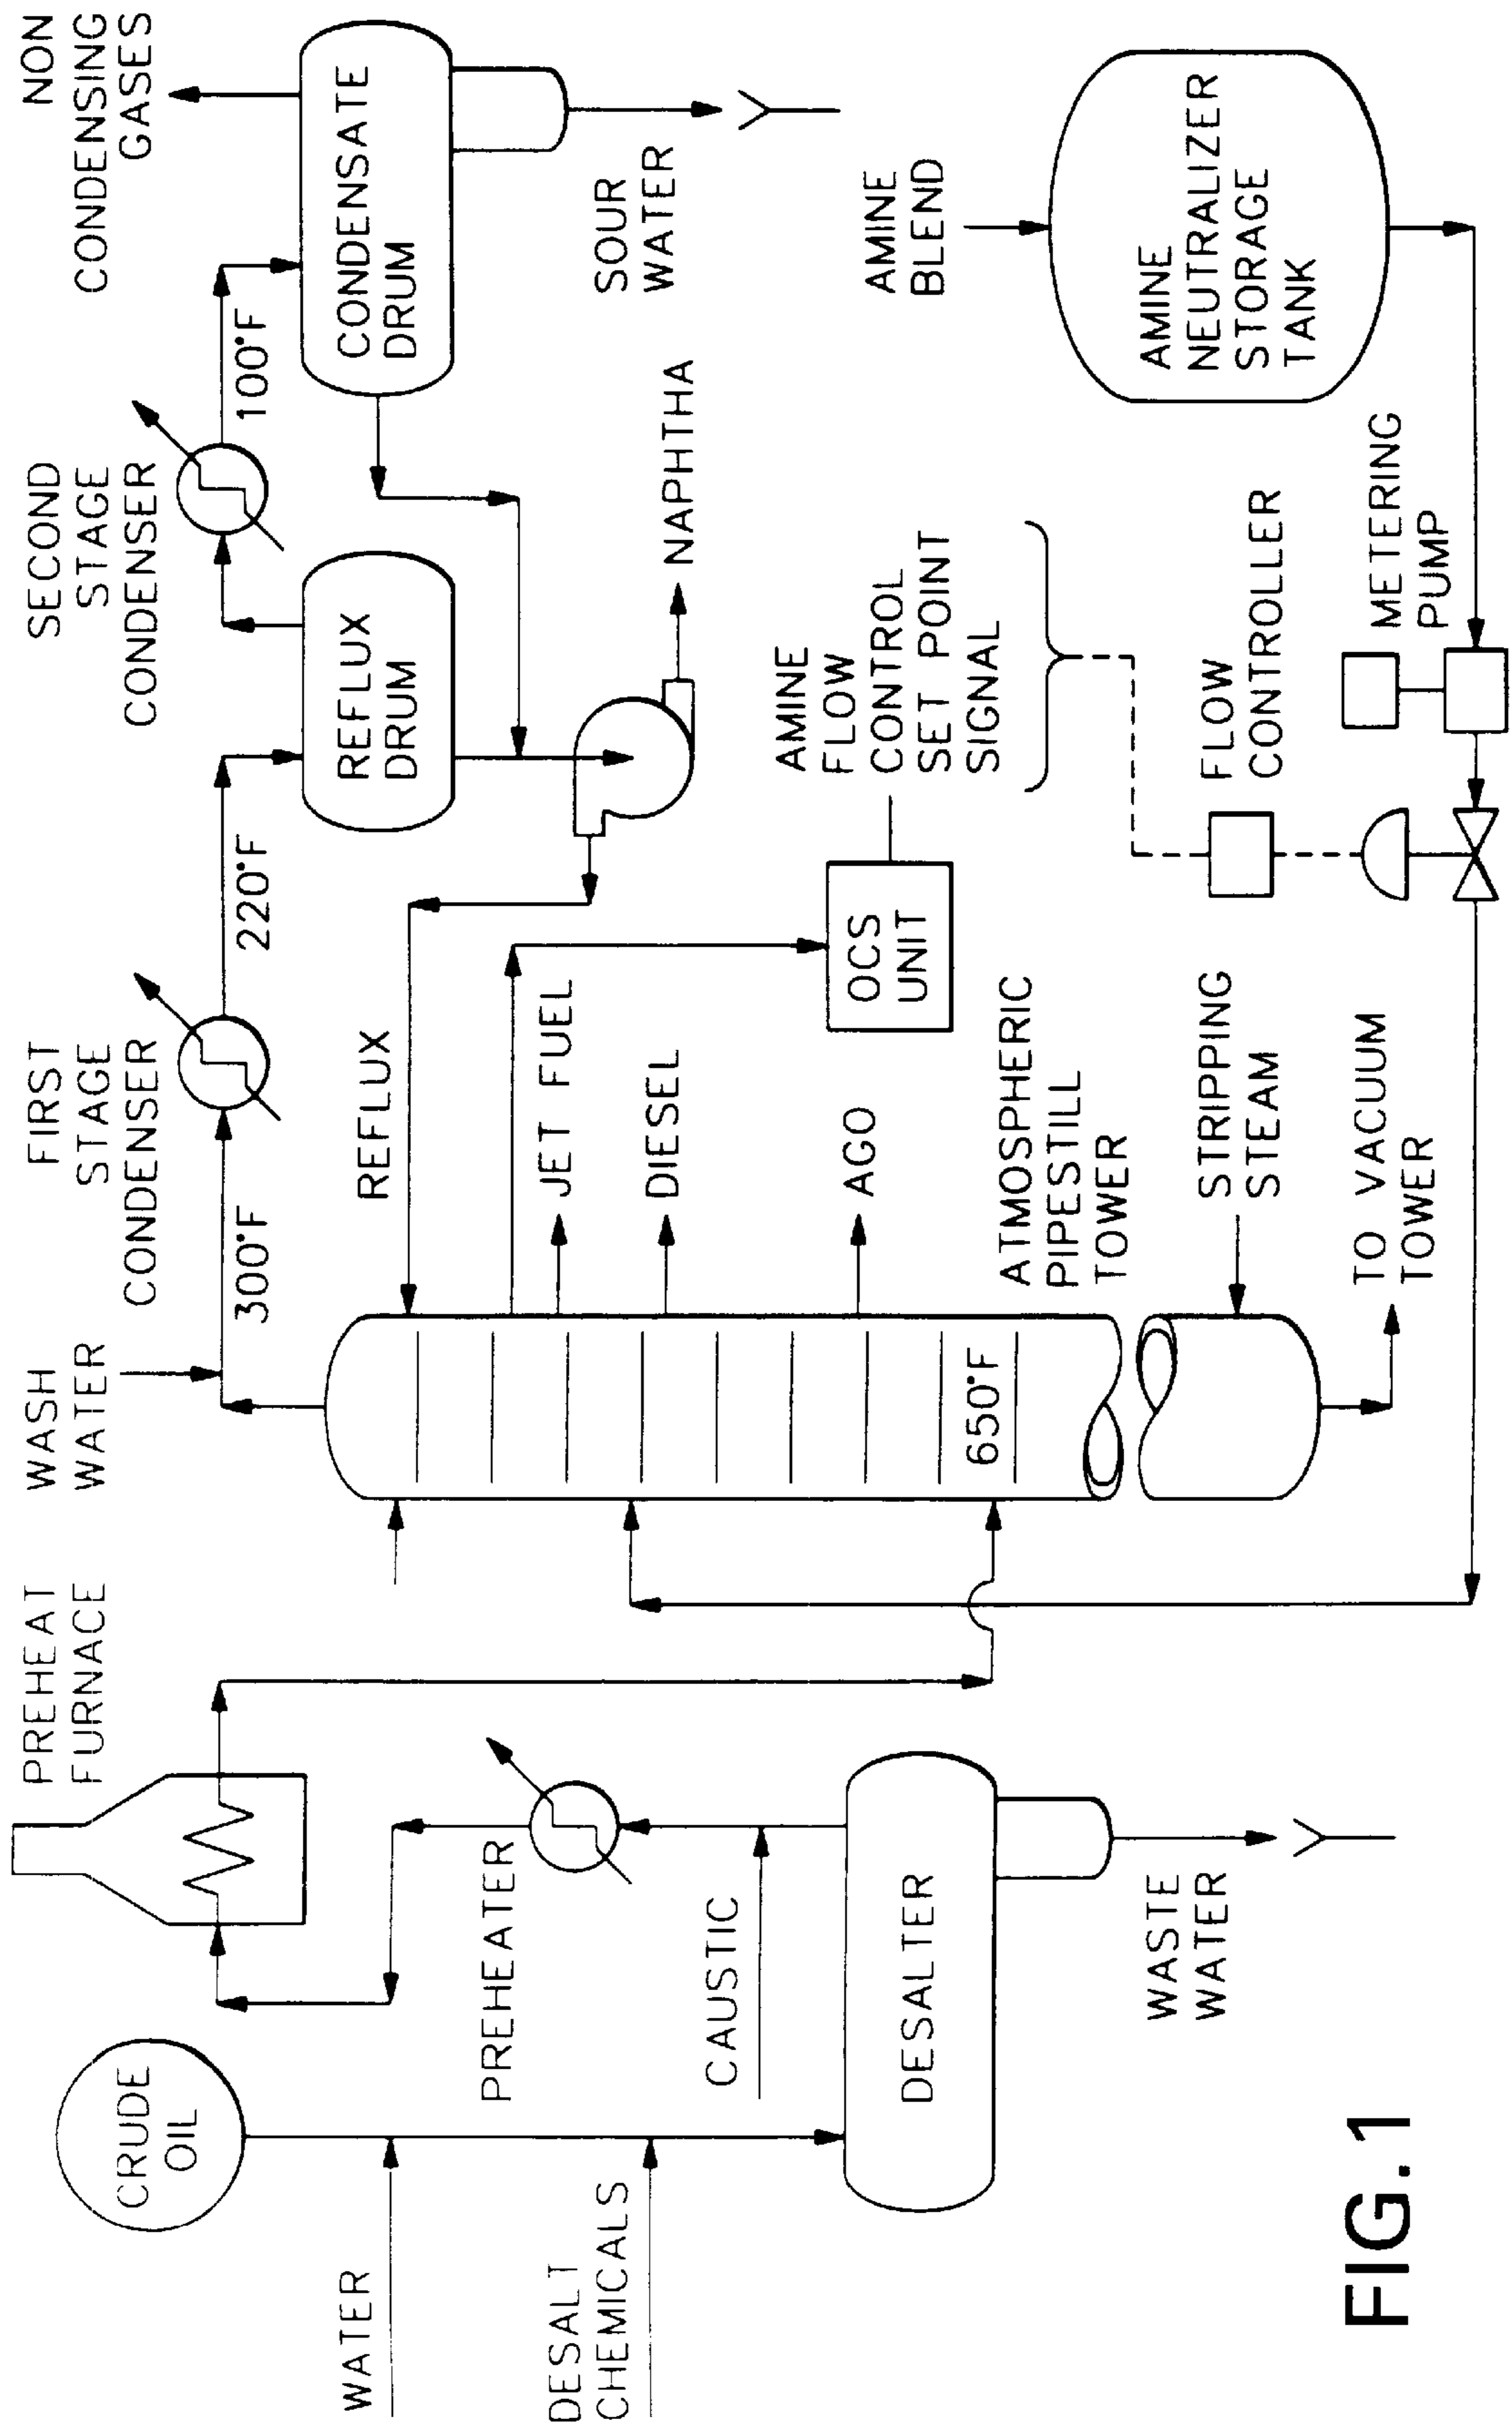 CRUDE
OIL
WATER
DESALT
CHEMICALS
PREHEAT
FURNACE
PREHEATER
CAUSTIC
DESALTER
WASTE
WATER
WASH
WATER
300°F
FIRST
STAGE
CONDENSER
220°F
SECOND
STAGE
CONDENSER
100°F
NON
CONDENSING
GASES
REFLUX
DRUM
CONDENSATE
DRUM
SOUR
WATER
NAPHTHA
REFLUX
JET FUEL
DIESEL
AGO
650°F
OCS
UNIT
ATMOSPHERIC
PIPESTILL
TOWER
STRIPPING
STEAM
TO VACUUM
TOWER
AMINE
FLOW
CONTROL
SET POINT
SIGNAL
FLOW
CONTROLLER
METERING
PUMP
AMINE
BLEND
AMINE
NEUTRALIZER
STORAGE
TANK
FIG.1